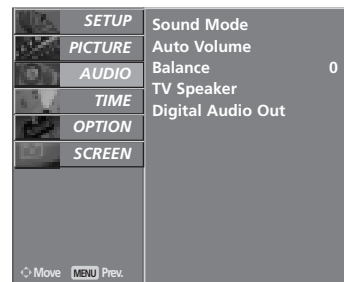 SETUP
PICTURE
AUDIO
TIME
OPTION
SCREEN
Move MENU Prev.
Sound Mode
Auto Volume
Balance 0
TV Speaker
Digital Audio Out